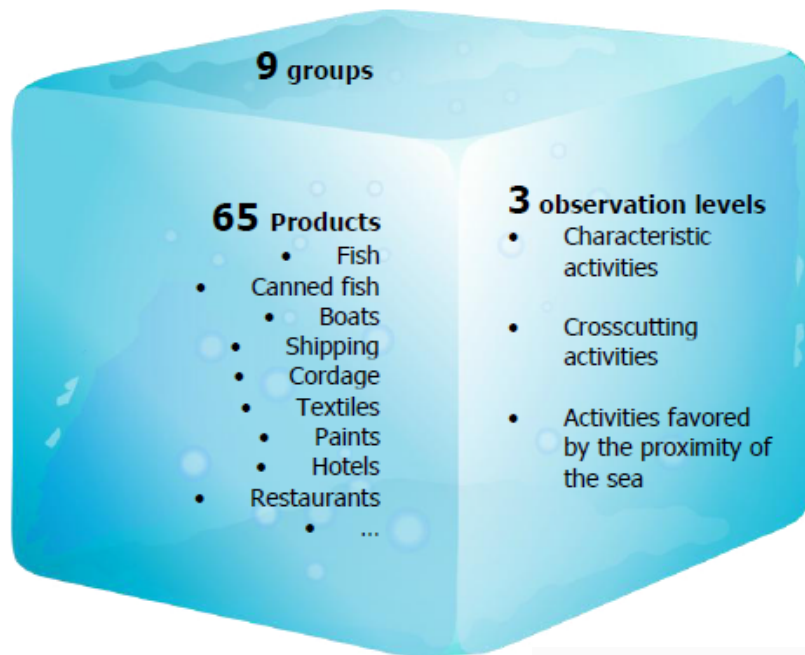 9 groups
65 Products
• Fish
• Canned fish
• Boats
• Shipping
• Cordage
• Textiles
• Paints
• Hotels
• Restaurants
• ...
3 observation levels
• Characteristic
activities
• Crosscutting
activities
• Activities favored
by the proximity of
the sea